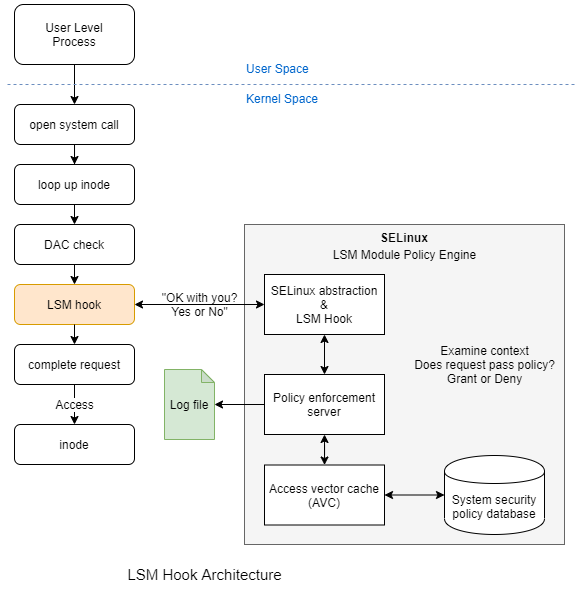 User Level
Process
User Space
Kernel Space
open system call
loop up inode
DAC check
LSM hook
complete request
Access
inode
"OK with you?
Yes or No"
Log file
SELinux
LSM Module Policy Engine
SELinux abstraction
&
LSM Hook
Examine context
Does request pass policy?
Grant or Deny
Policy enforcement
server
Access vector cache
(AVC)
System security
policy database
LSM Hook Architecture